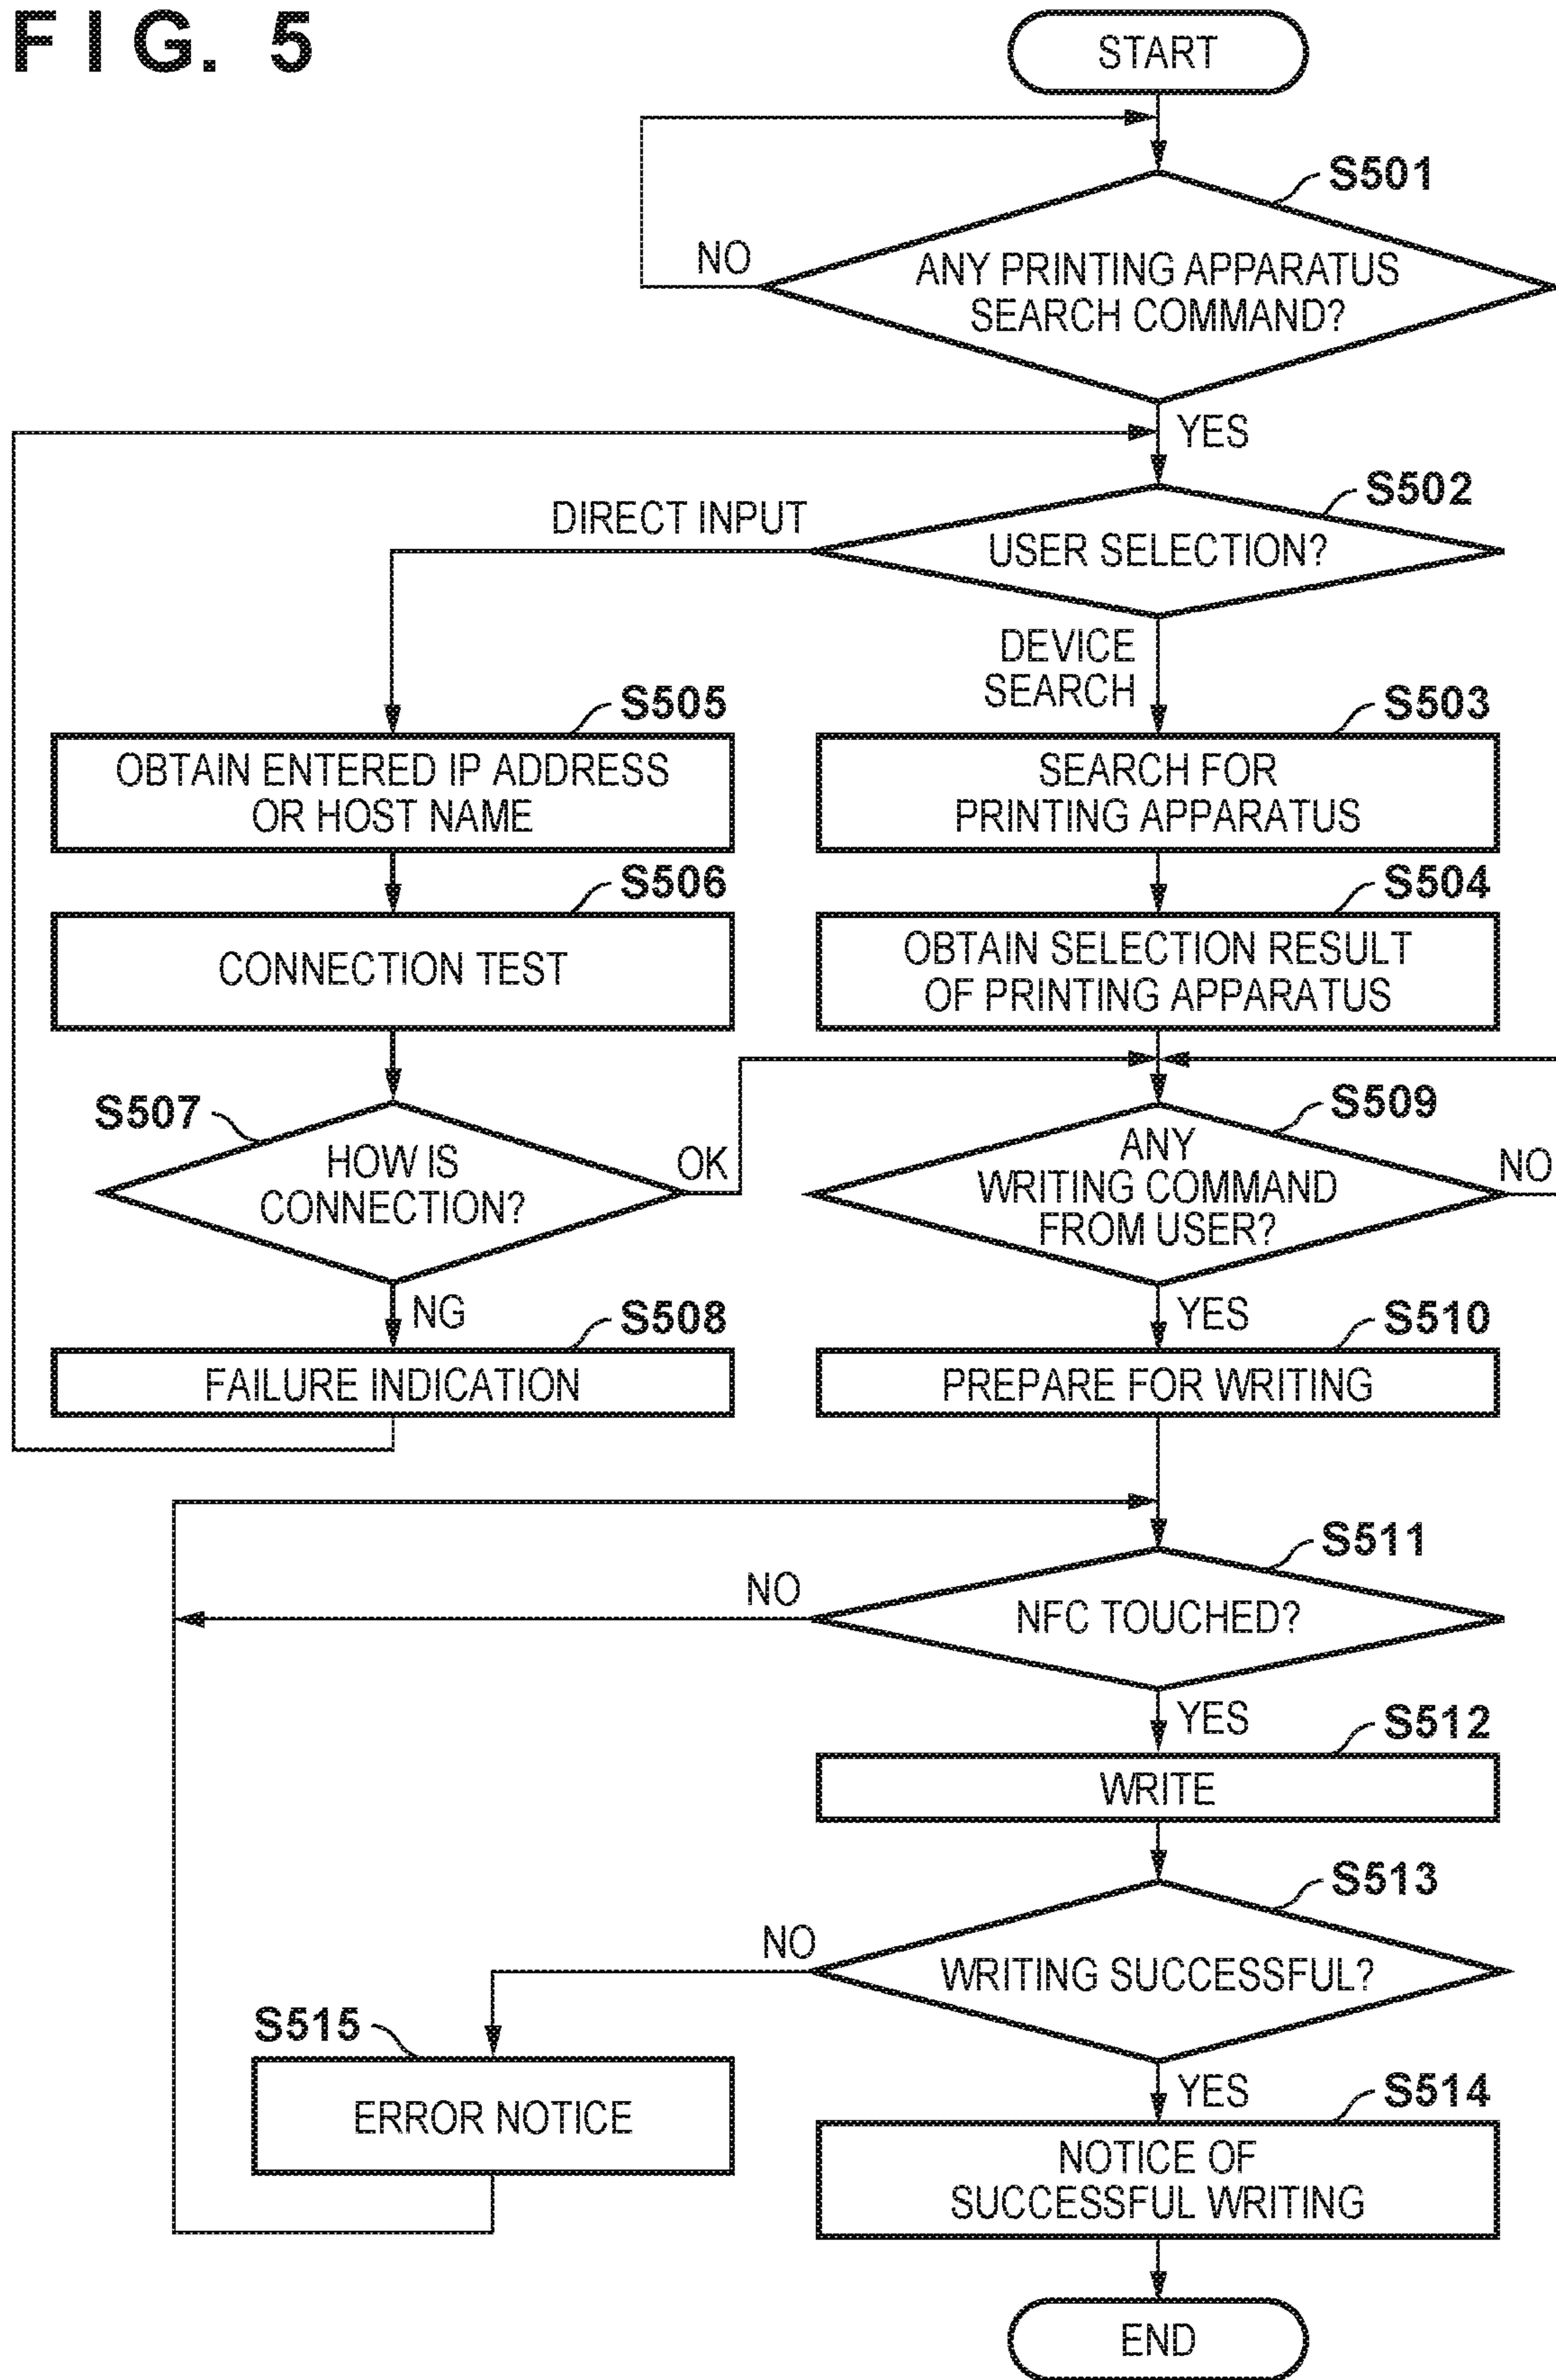 FIG. 5
START
S501
NO
ANY PRINTING APPARATUS
SEARCH COMMAND?
YES
S502
DIRECT INPUT
USER SELECTION?
DEVICE
SEARCH
S505
OBTAIN ENTERED IP ADDRESS
OR HOST NAME
S503
SEARCH FOR
PRINTING APPARATUS
S506
CONNECTION TEST
S504
OBTAIN SELECTION RESULT
OF PRINTING APPARATUS
S507
HOW IS
CONNECTION?
OK
S509
ANY
WRITING COMMAND
FROM USER?
NO
NG
S508
FAILURE INDICATION
YES
S510
PREPARE FOR WRITING
S511
NO
NFC TOUCHED?
YES
S512
WRITE
S513
NO
WRITING SUCCESSFUL?
S515
ERROR NOTICE
YES
S514
NOTICE OF
SUCCESSFUL WRITING
END